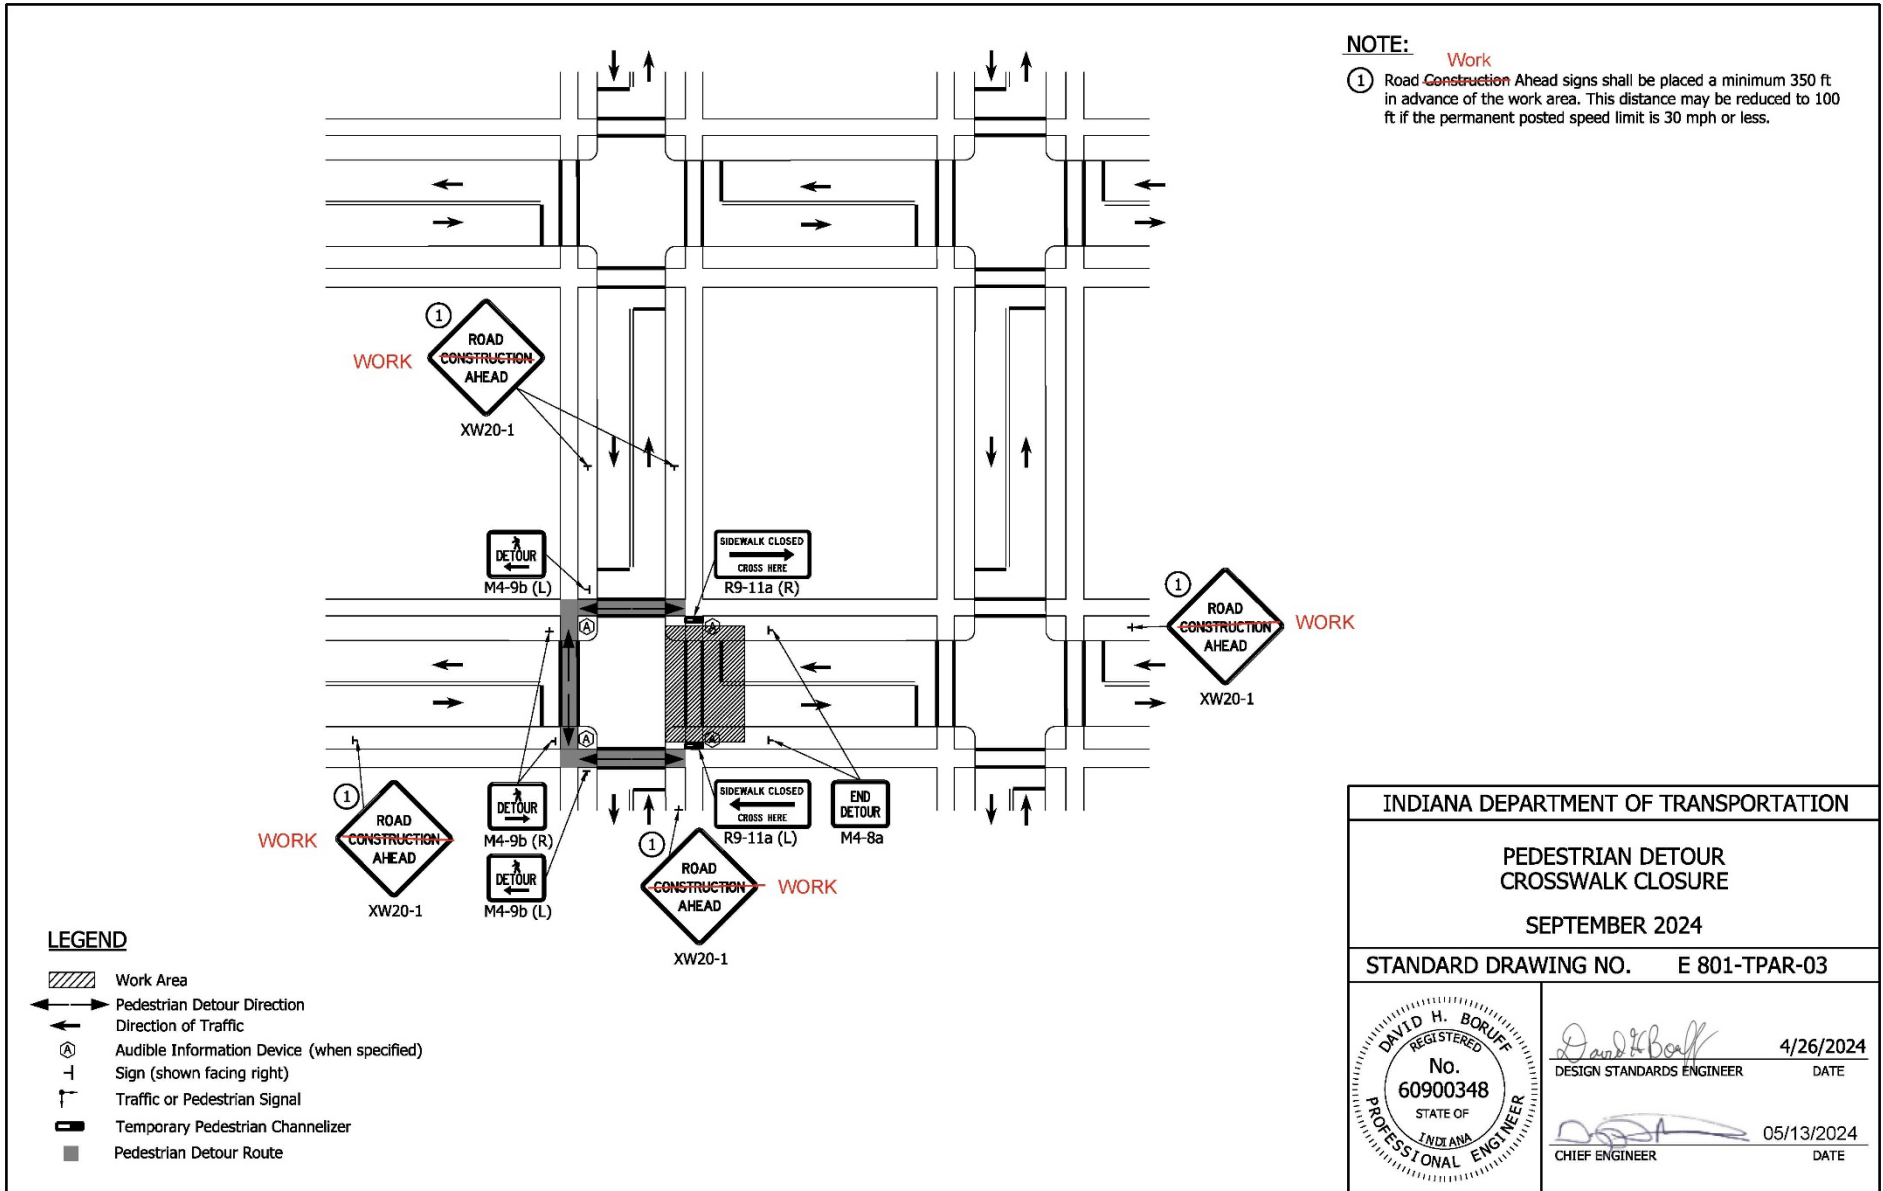 NOTE:
Work
1 Road Construction Ahead signs shall be placed a minimum 350 ft
in advance of the work area. This distance may be reduced to 100
ft if the permanent posted speed limit is 30 mph or less.
1
ROAD
CONSTRUCTION
AHEAD
WORK
XW20-1
DETOUR
M4-9b (L)
SIDEWALK CLOSED
CROSS HERE
R9-11a (R)
1
ROAD
CONSTRUCTION
AHEAD
WORK
XW20-1
A
A
A
A
1
ROAD
CONSTRUCTION
AHEAD
WORK
XW20-1
DETOUR
M4-9b (R)
DETOUR
M4-9b (L)
SIDEWALK CLOSED
CROSS HERE
R9-11a (L)
END
DETOUR
M4-8a
1
ROAD
CONSTRUCTION
AHEAD
WORK
XW20-1
LEGEND
Work Area
Pedestrian Detour Direction
Direction of Traffic
A Audible Information Device (when specified)
Sign (shown facing right)
Traffic or Pedestrian Signal
Temporary Pedestrian Channelizer
Pedestrian Detour Route
INDIANA DEPARTMENT OF TRANSPORTATION
PEDESTRIAN DETOUR
CROSSWALK CLOSURE
SEPTEMBER 2024
STANDARD DRAWING NO. E 801-TPAR-03
DAVID H. BORUFF
REGISTERED
No.
60900348
STATE OF
INDIANA
PROFESSIONAL ENGINEER
David H Boruff 4/26/2024
DESIGN STANDARDS ENGINEER DATE
05/13/2024
CHIEF ENGINEER DATE